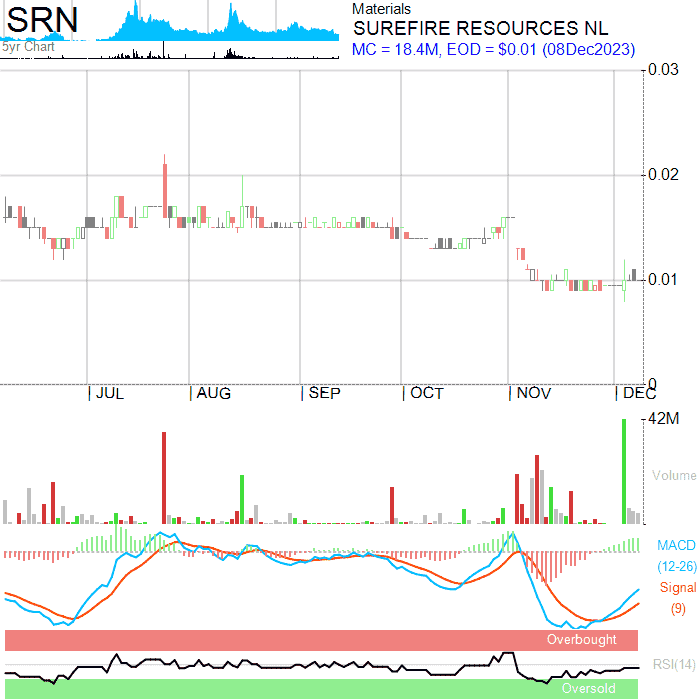 SRN
5yr Chart
Materials
SUREFIRE RESOURCES NL
MC = 18.4M, EOD = $0.01 (08Dec2023)
0.03
0.02
0.01
0
JUL AUG SEP OCT NOV DEC
42M
Volume
MACD
(12-26)
Signal
(9)
Overbought
RSI(14)
Oversold